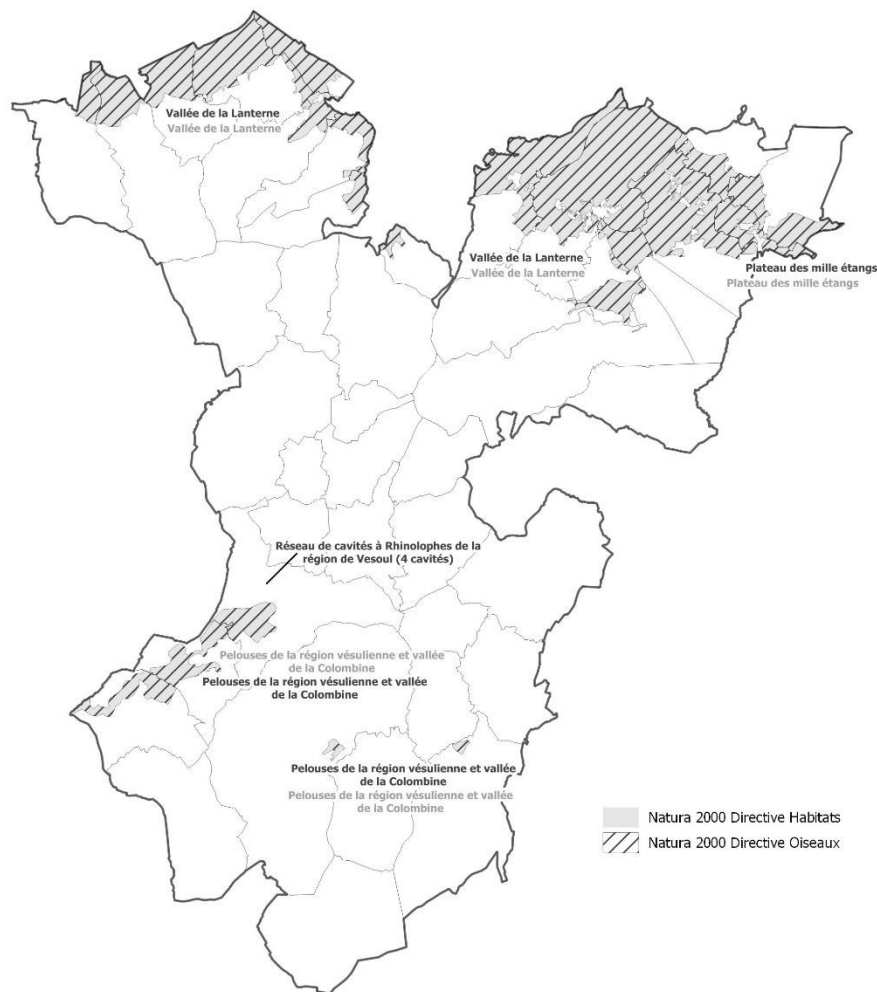 Vallée de la Lanterne
Vallée de la Lanterne
Vallée de la Lanterne
Vallée de la Lanterne
Plateau des mille étangs
Plateau des mille étangs
Réseau de cavités à Rhinolophes de la
région de Vesoul (4 cavités)
Pelouses de la région vésulienne et vallée
de la Colombine
Pelouses de la région vésulienne et vallée
de la Colombine
Pelouses de la région vésulienne et vallée
de la Colombine
Pelouses de la région vésulienne et vallée
de la Colombine
Natura 2000 Directive Habitats
Natura 2000 Directive Oiseaux